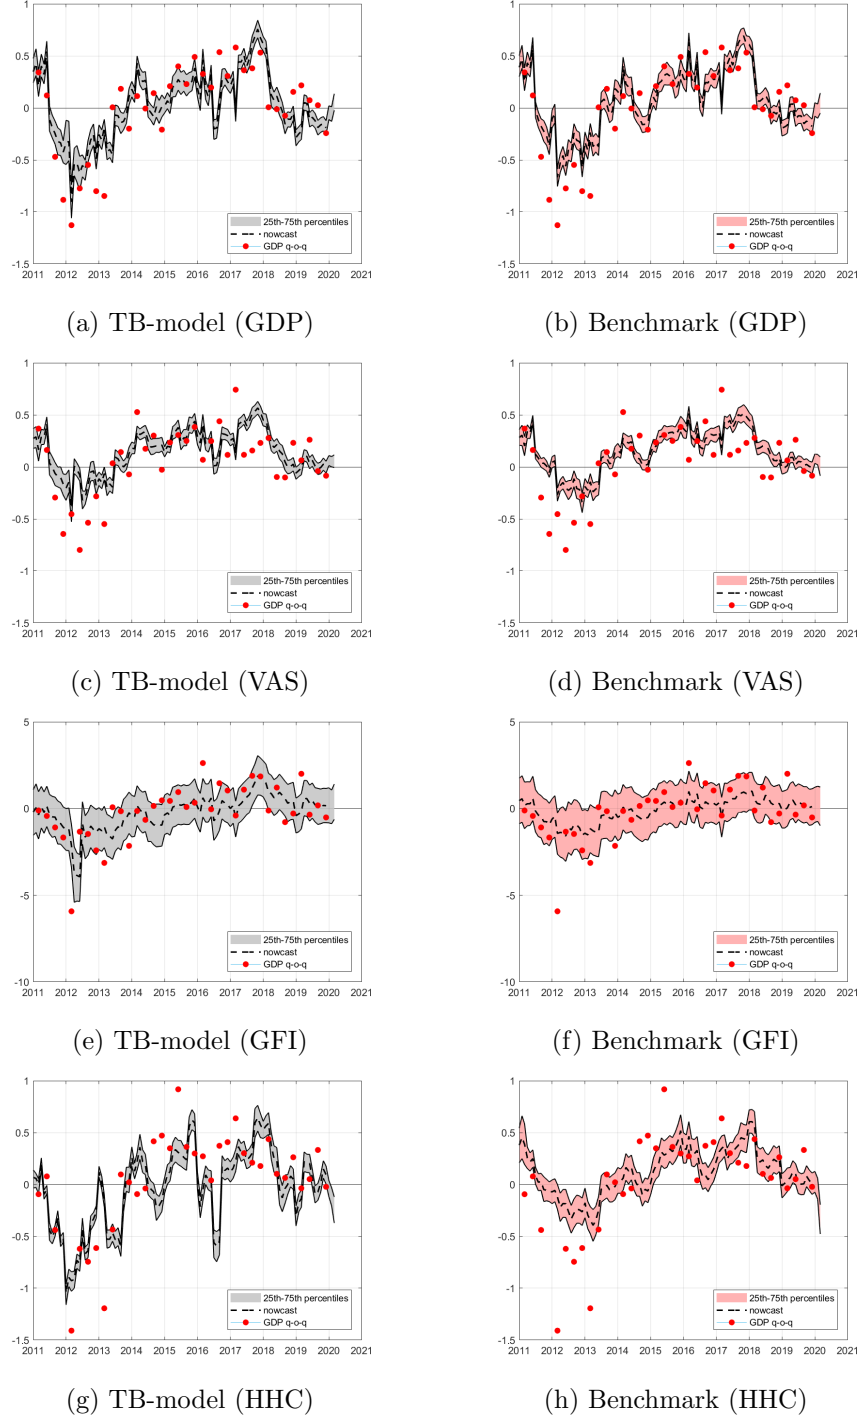 1
0.5
0
-0.5
-1
-1.5
2011 2012 2013 2014 2015 2016 2017 2018 2019 2020 2021
25th-75th percentiles
nowcast
GDP q-o-q
(a) TB-model (GDP)
1
0.5
0
-0.5
-1
-1.5
2011 2012 2013 2014 2015 2016 2017 2018 2019 2020 2021
25th-75th percentiles
nowcast
GDP q-o-q
(b) Benchmark (GDP)
1
0.5
0
-0.5
-1
-1.5
2011 2012 2013 2014 2015 2016 2017 2018 2019 2020 2021
25th-75th percentiles
nowcast
GDP q-o-q
(c) TB-model (VAS)
1
0.5
0
-0.5
-1
-1.5
2011 2012 2013 2014 2015 2016 2017 2018 2019 2020 2021
25th-75th percentiles
nowcast
GDP q-o-q
(d) Benchmark (VAS)
5
0
-5
-10
2011 2012 2013 2014 2015 2016 2017 2018 2019 2020 2021
25th-75th percentiles
nowcast
GDP q-o-q
(e) TB-model (GFI)
5
0
-5
-10
2011 2012 2013 2014 2015 2016 2017 2018 2019 2020 2021
25th-75th percentiles
nowcast
GDP q-o-q
(f) Benchmark (GFI)
1
0.5
0
-0.5
-1
-1.5
2011 2012 2013 2014 2015 2016 2017 2018 2019 2020 2021
25th-75th percentiles
nowcast
GDP q-o-q
(g) TB-model (HHC)
1
0.5
0
-0.5
-1
-1.5
2011 2012 2013 2014 2015 2016 2017 2018 2019 2020 2021
25th-75th percentiles
nowcast
GDP q-o-q
(h) Benchmark (HHC)